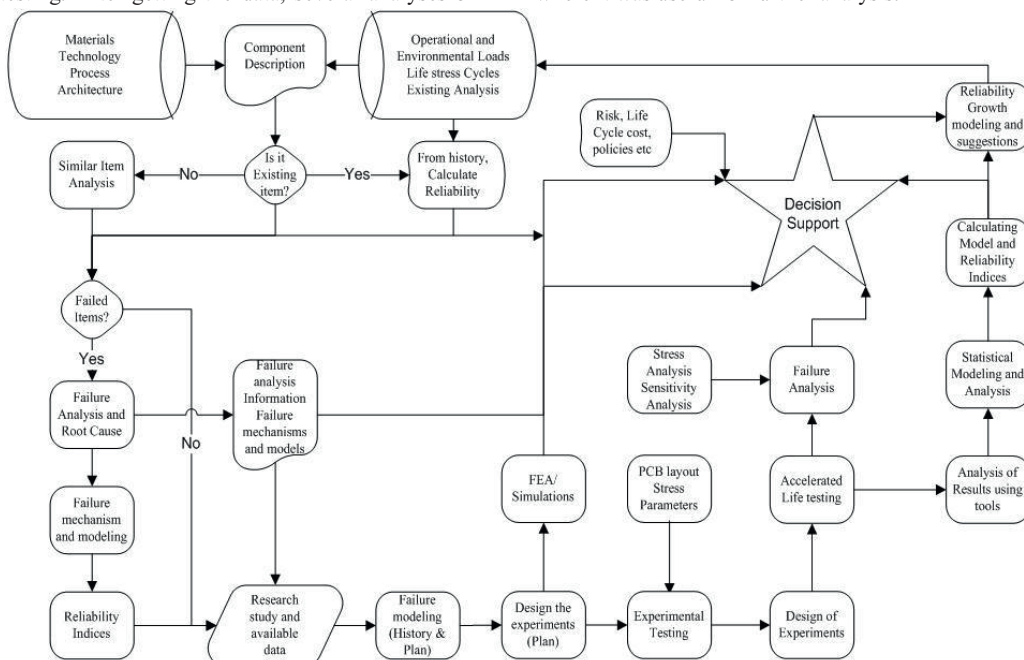 Materials
Technology
Process
Architecture
Component
Description
Operational and
Environmental Loads
Life stress Cycles
Existing Analysis
Risk, Life
Cycle cost,
policies etc
Reliability
Growth
modeling and
suggestions
Similar Item
Analysis
No
Is it
Existing
item?
Yes
From history,
Calculate
Reliability
Decision
Support
Calculating
Model and
Reliability
Indices
Failed
Items?
Yes
No
Failure
Analysis and
Root Cause
Failure
analysis
Information
Failure
mechanisms
and models
Stress
Analysis
Sensitivity
Analysis
Failure
Analysis
Statistical
Modeling and
Analysis
Failure
mechanism
and modeling
FEA/
Simulations
PCB layout
Stress
Parameters
Accelerated
Life testing
Analysis of
Results using
tools
Reliability
Indices
Research
study and
available
data
Failure
modeling
(History &
Plan)
Design the
experiments
(Plan)
Experimental
Testing
Design of
Experiments